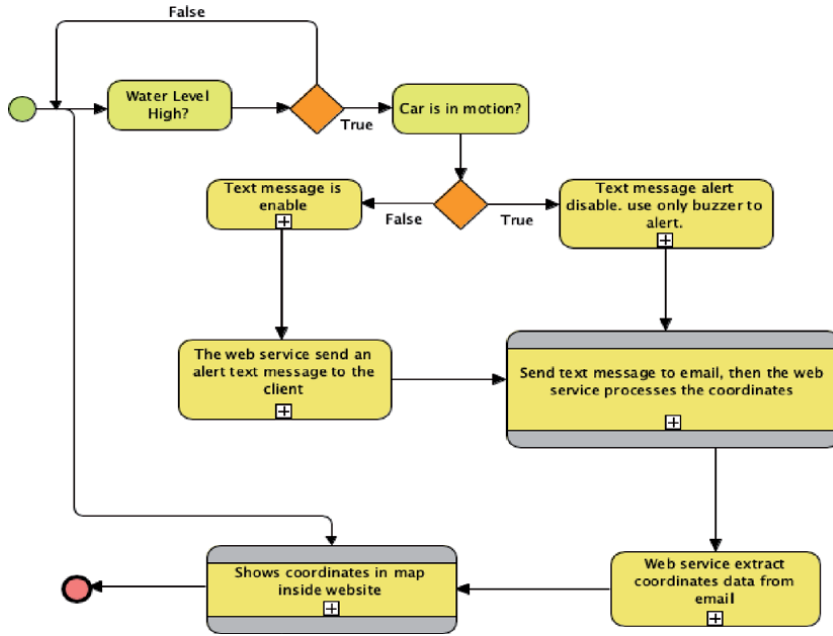 False
Water Level
High?
True
Car is in motion?
Text message is
enable
False
True
Text message alert
disable. use only buzzer to
alert.
The web service send an
alert text message to the
client
Send text message to email, then the web
service processes the coordinates
Shows coordinates in map
inside website
Web service extract
coordinates data from
email